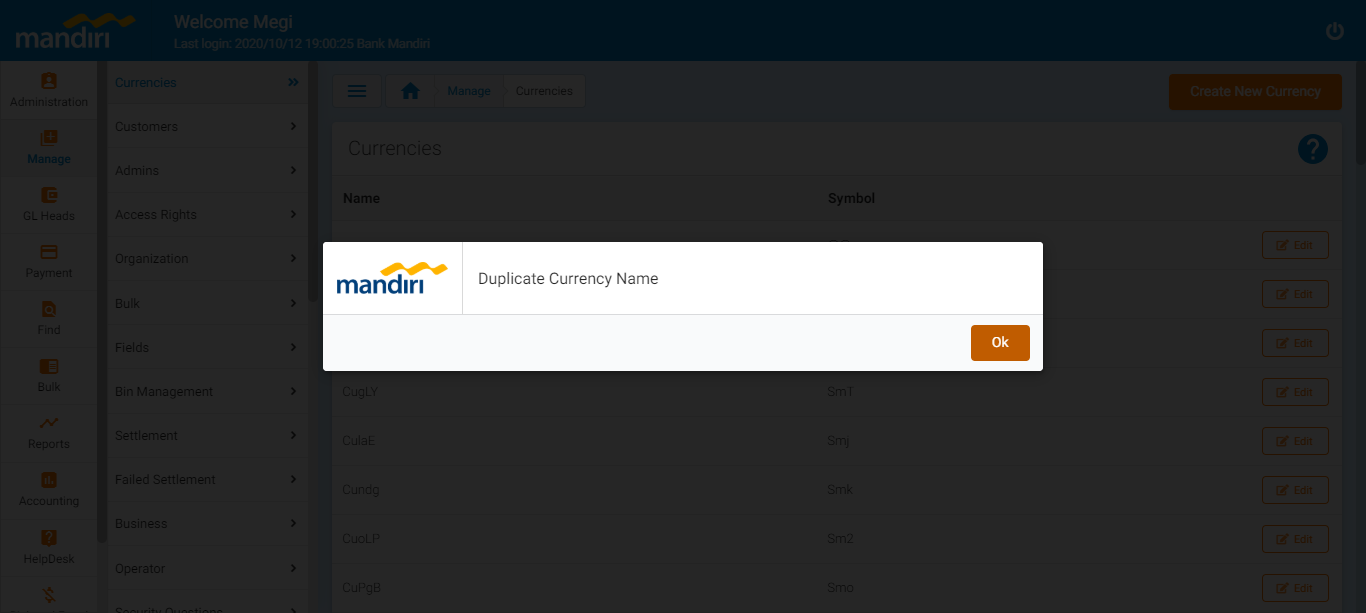 mandiri
Welcome Megi
Last login: 2020/10/12 19:00:25 Bank Mandiri
Administration
Manage
GL Heads
Payment
Find
Bulk
Reports
Accounting
HelpDesk
Currencies
Customers
Admins
Access Rights
Organization
Bulk
Fields
Bin Management
Settlement
Failed Settlement
Business
Operator
Security Questions
Manage
Currencies
Create New Currency
Currencies
?
Name Symbol
Edit
Edit
Edit
mandiri
Duplicate Currency Name
Ok
CugLY SmT Edit
CulaE Smj Edit
Cundg Smk Edit
CuoLP Sm2 Edit
CuPgB Smo Edit